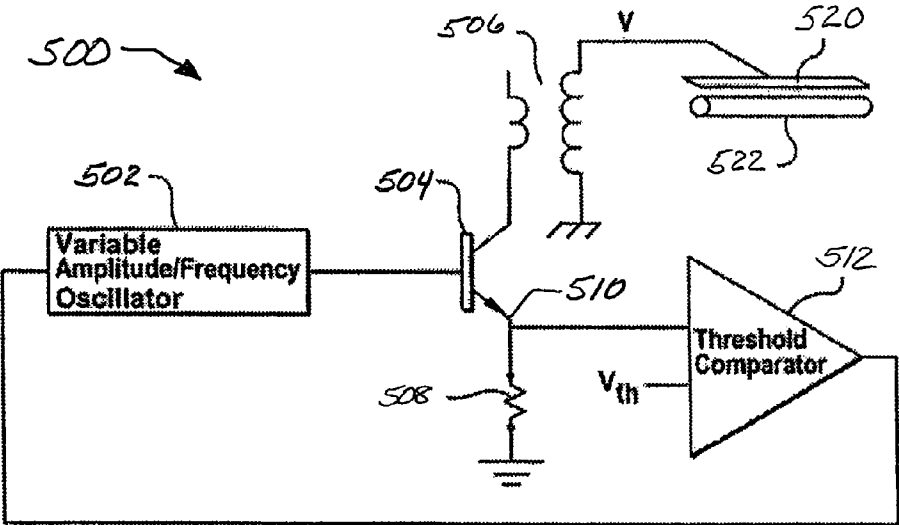 500
506
V
520
522
502
504
Variable
Amplitude/Frequency
Oscillator
510
512
Threshold
Comparator
508
Vth